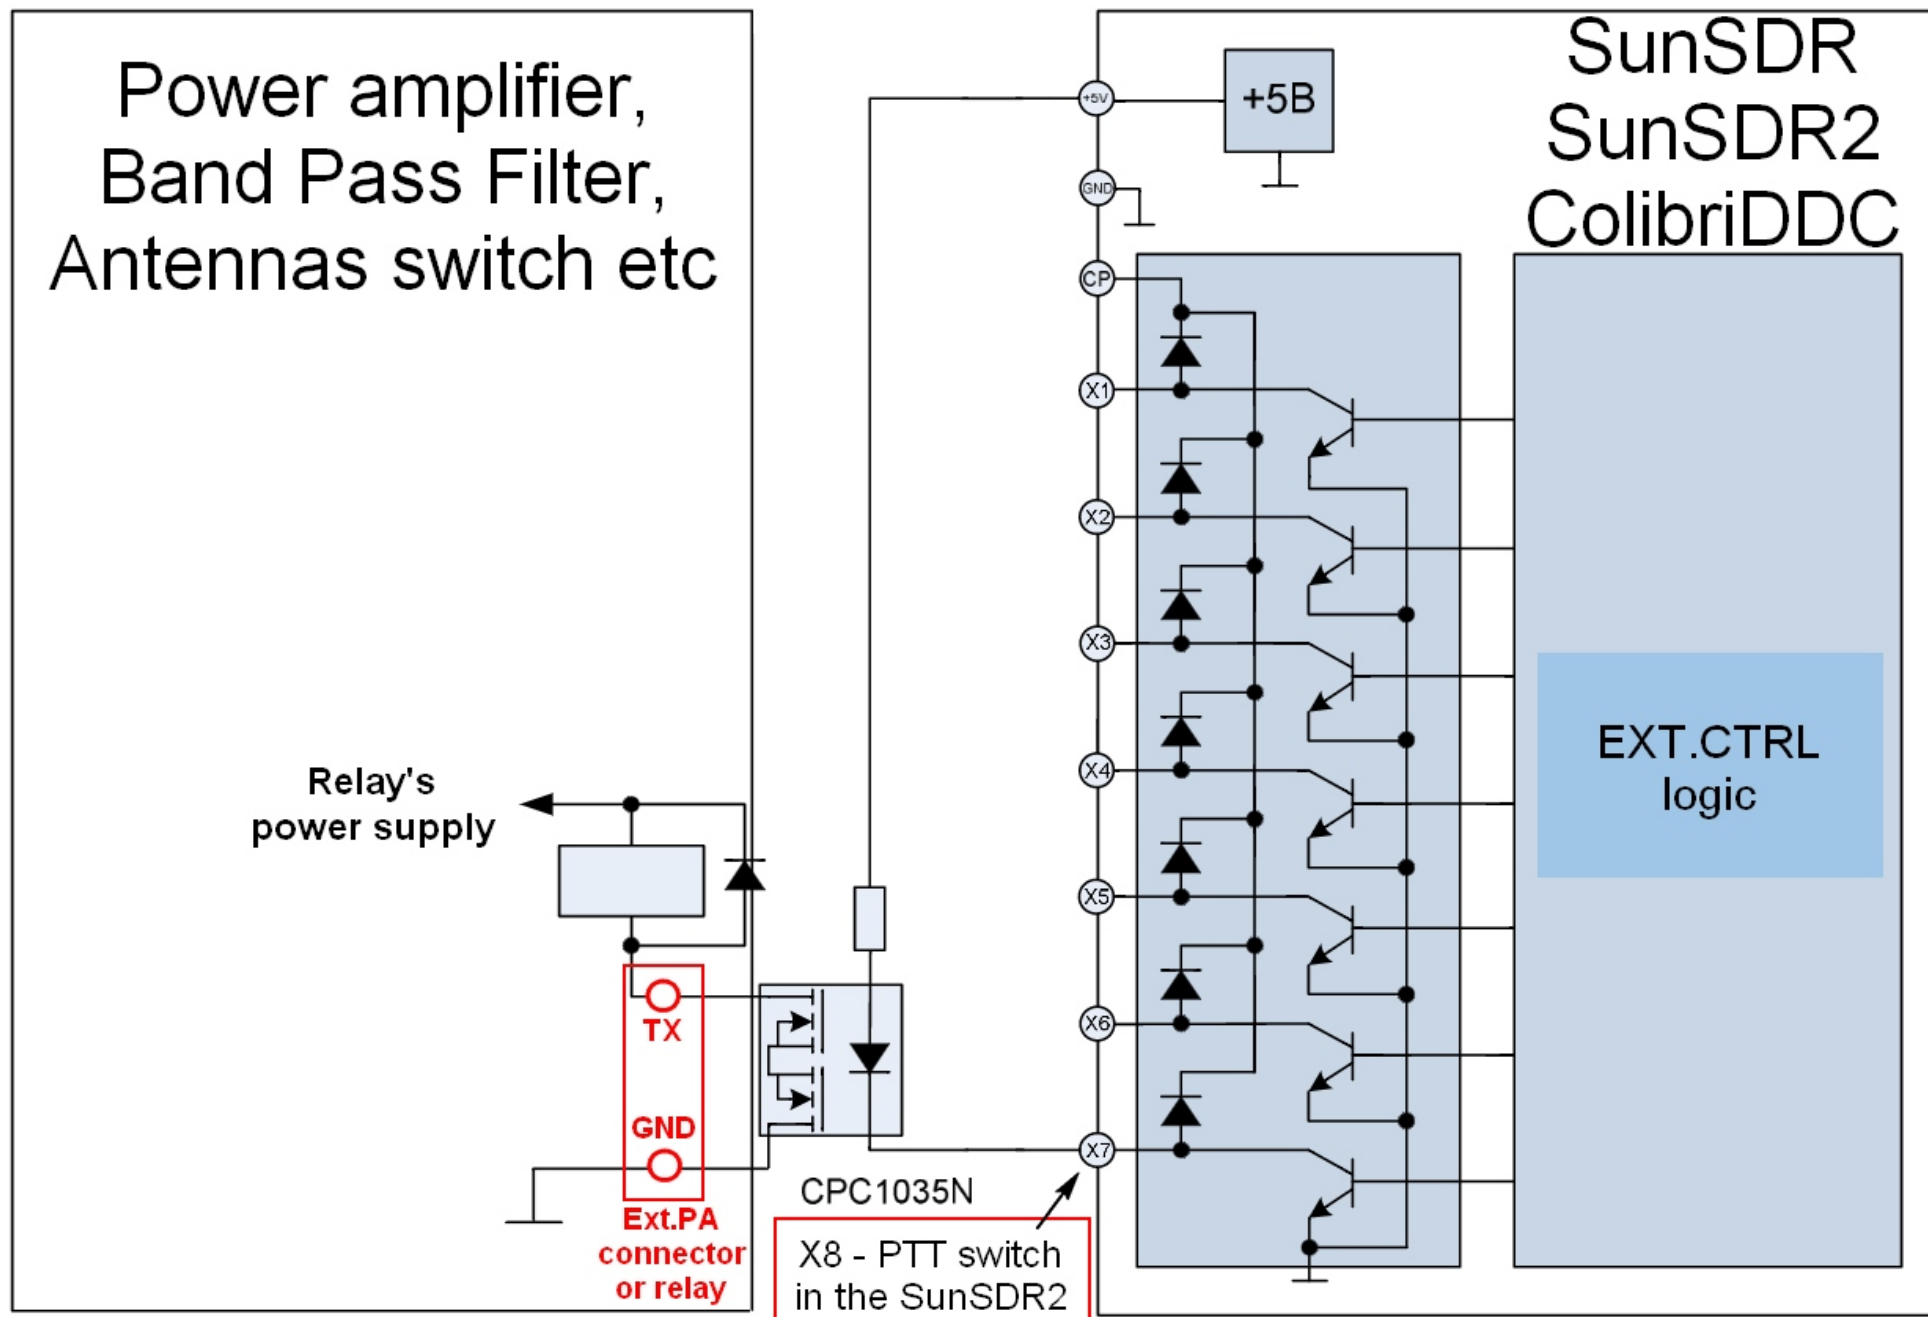 Power amplifier,
Band Pass Filter,
Antennas switch etc
SunSDR
SunSDR2
ColibriDDC
+5V
+5B
GND
CP
X1
X2
X3
X4
X5
X6
X7
EXT.CTRL
logic
Relay's
power supply
TX
GND
Ext.PA
connector
or relay
CPC1035N
X8 - PTT switch
in the SunSDR2